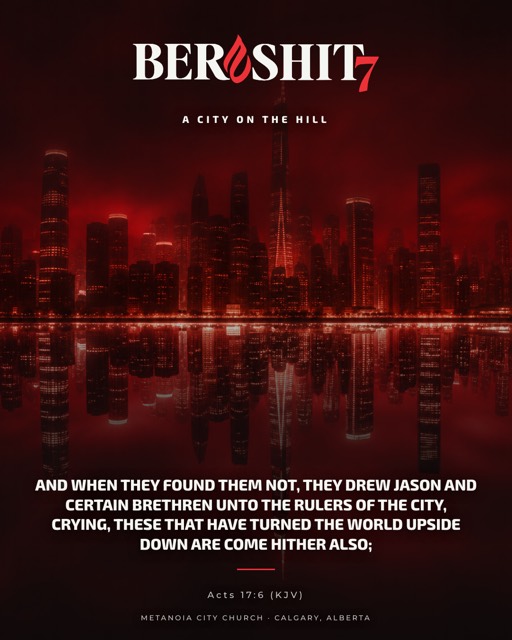 BERSHIT7
A CITY ON THE HILL
AND WHEN THEY FOUND THEM NOT, THEY DREW JASON AND
CERTAIN BRETHREN UNTO THE RULERS OF THE CITY,
CRYING, THESE THAT HAVE TURNED THE WORLD UPSIDE
DOWN ARE COME HITHER ALSO;
Acts 17:6 (KJV)
METANOIA CITY CHURCH · CALGARY, ALBERTA